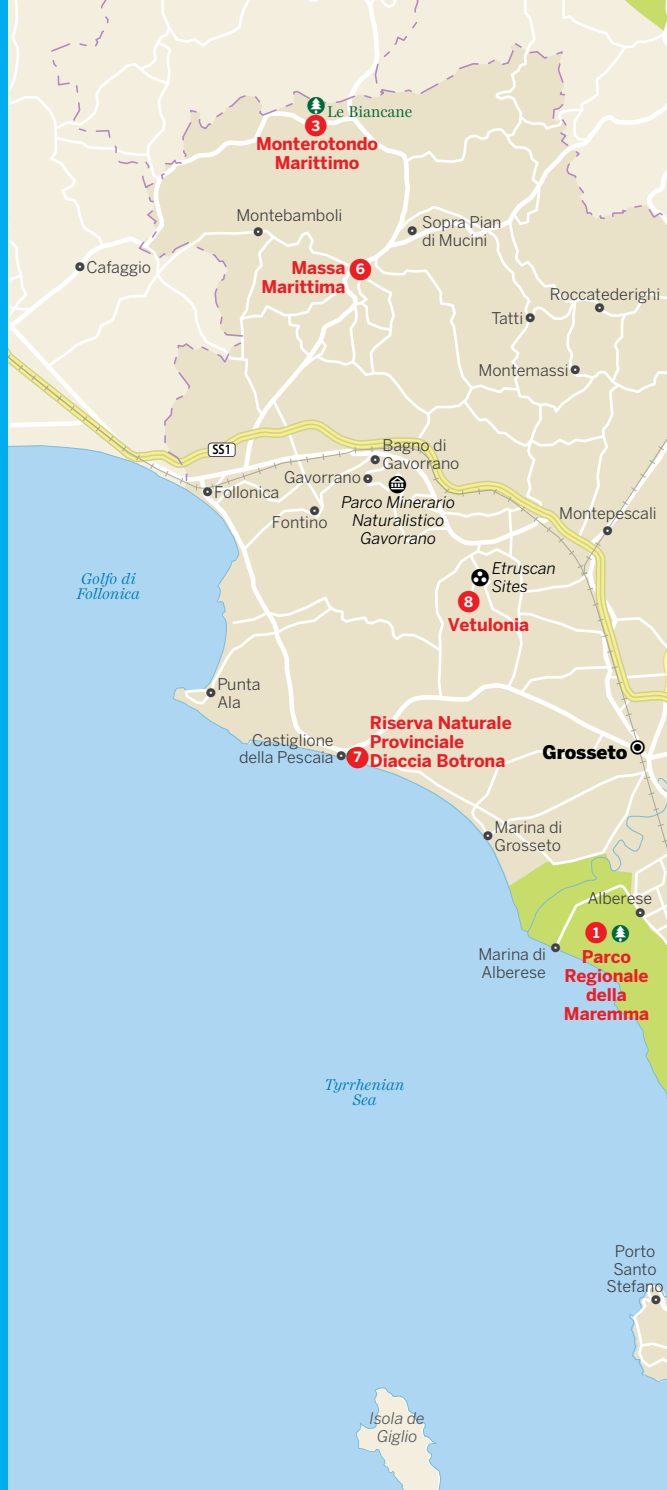 Le Biancane
3
Monterotondo
Marittimo
Montebamboli
Sopra Pian
di Mucini
Cafaggio
Massa
Marittima
6
Roccatederighi
Tatti
Montemassi
SS1
Bagno di
Gavorrano
Gavorrano
Follonica
Parco Minerario
Naturalistico
Gavorrano
Fontino
Montepescali
Etruscan
Sites
Golfo di
Follonica
8
Vetulonia
Punta
Ala
Castiglione
della Pescaia
7
Riserva Naturale
Provinciale
Diaccia Botrona
Grosseto
Marina di
Grosseto
Alberese
1
Parco
Regionale
della
Maremma
Marina di
Alberese
Tyrrhenian
Sea
Porto
Santo
Stefano
Isola de
Giglio